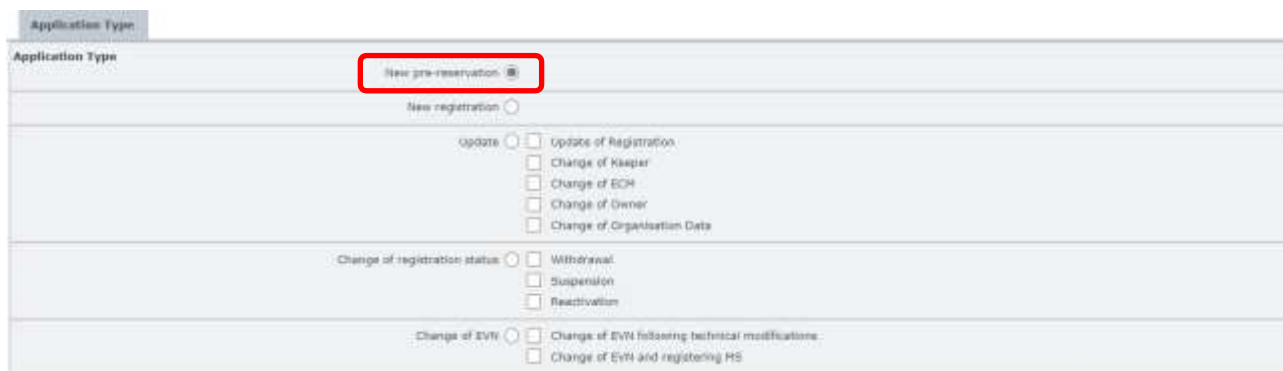 Application Type
Application Type
New pre-reservation
New registration
Update
Update of Registration
Change of Keeper
Change of ECM
Change of Owner
Change of Organisation Data
Change of registration status
Withdrawal
Suspension
Reactivation
Change of EVN
Change of EVN following technical modifications
Change of EVN and registering MS